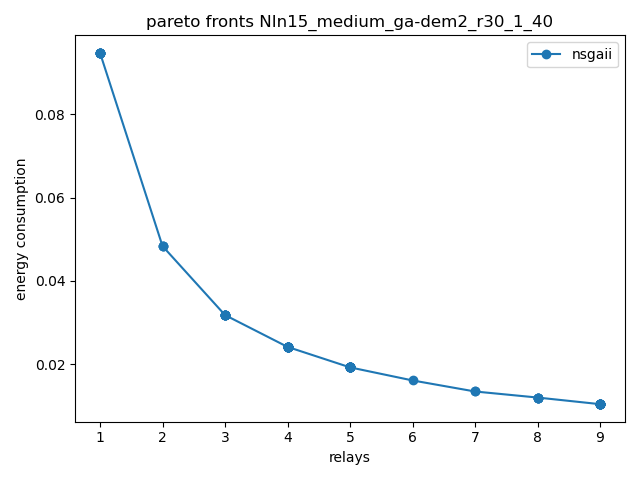 pareto fronts NIn15_medium_ga-dem2_r30_1_40
nsgaii
0.08
0.06
0.04
0.02
energy consumption
1 2 3 4 5 6 7 8 9
relays